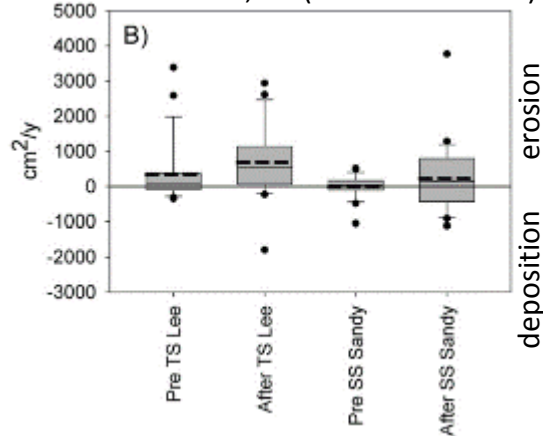 B)
5000
4000
3000
2000
1000
0
-1000
-2000
-3000
cm2/y
erosion
deposition
Pre TS Lee
After TS Lee
Pre SS Sandy
After SS Sandy